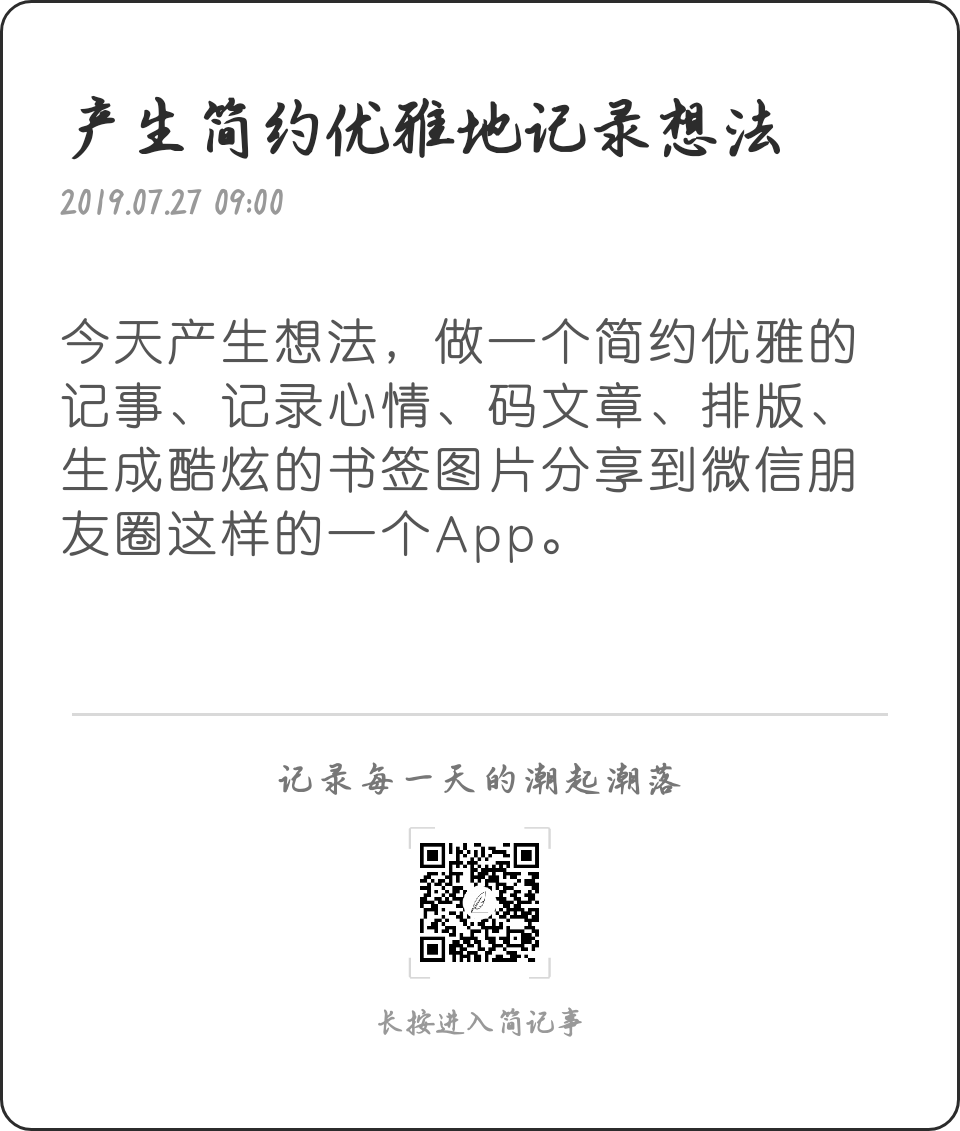 产生简约优雅地记录想法
2019.07.27 09:00
今天产生想法，做一个简约优雅的
记事、记录心情、码文章、排版、
生成酷炫的书签图片分享到微信朋
友圈这样的一个App。
记录每一天的潮起潮落
长按进入简记事